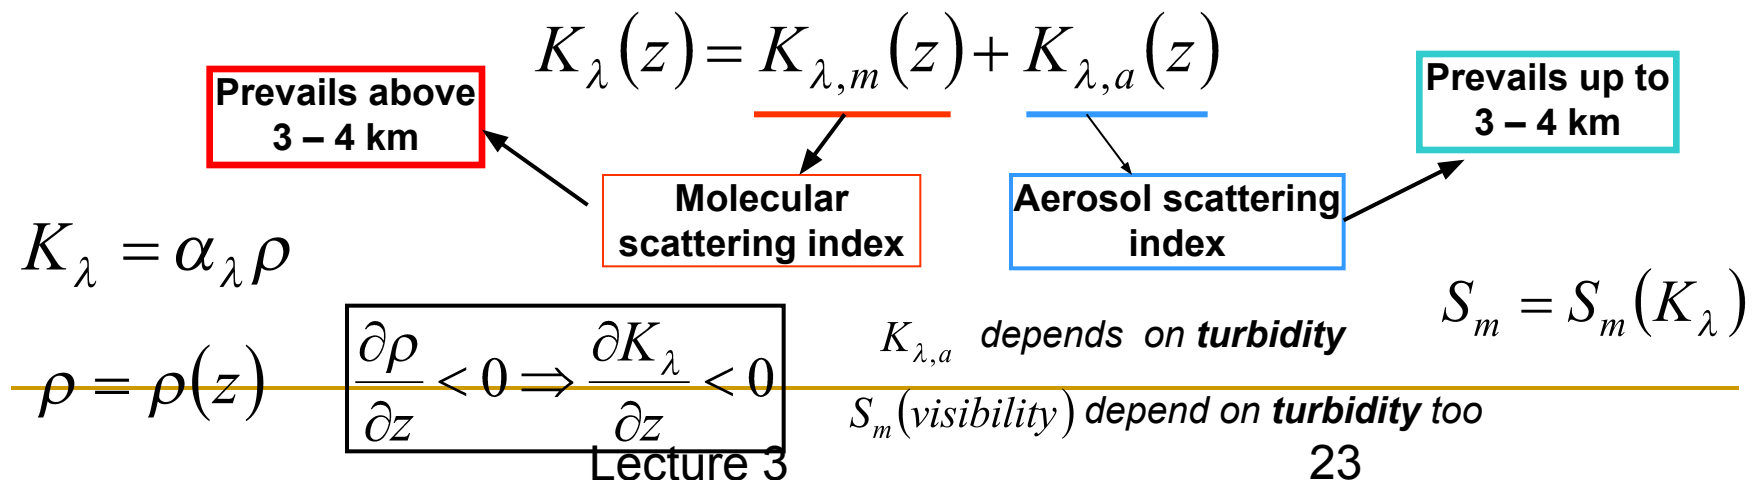 K_λ(z) = K_λ,m(z) + K_λ,a(z)
Prevails above
3 – 4 km
Prevails up to
3 – 4 km
Molecular
scattering index
Aerosol scattering
index
K_λ = α_λ ρ
S_m = S_m(K_λ)
K_λ,a depends on turbidity
ρ = ρ(z)
∂ρ/∂z < 0 ⇒ ∂K_λ/∂z < 0
S_m(visibility) depend on turbidity too
Lecture 3
23